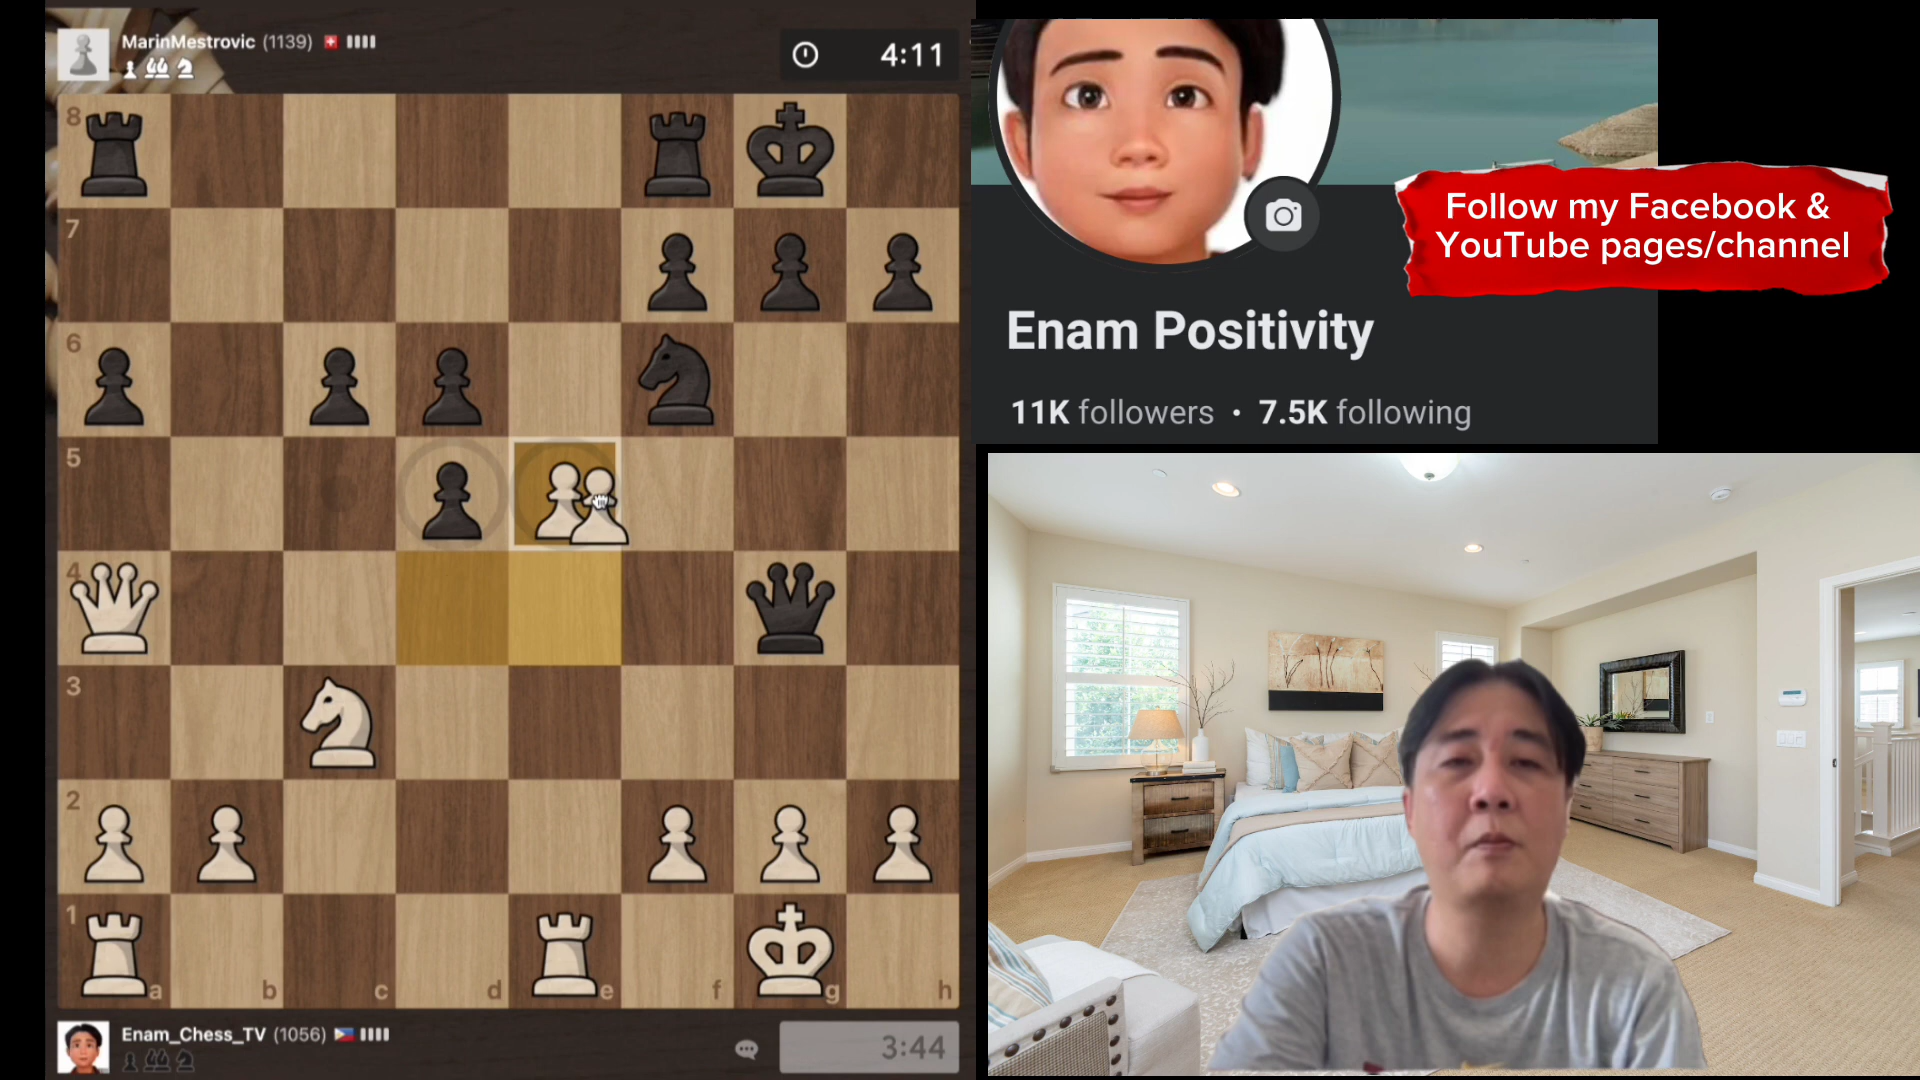 MarinMestrovic (1139)
4:11
8
7
6
5
4
3
2
1
a b c d e f g h
Enam_Chess_TV (1056)
3:44
Follow my Facebook &
YouTube pages/channel
Enam Positivity
11K followers • 7.5K following